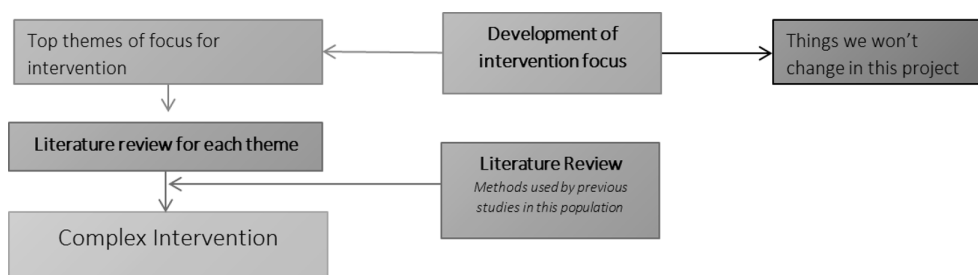 Top themes of focus for
intervention
Development of
intervention focus
Things we won’t
change in this project
Literature review for each theme
Literature Review
Methods used by previous
studies in this population
Complex Intervention